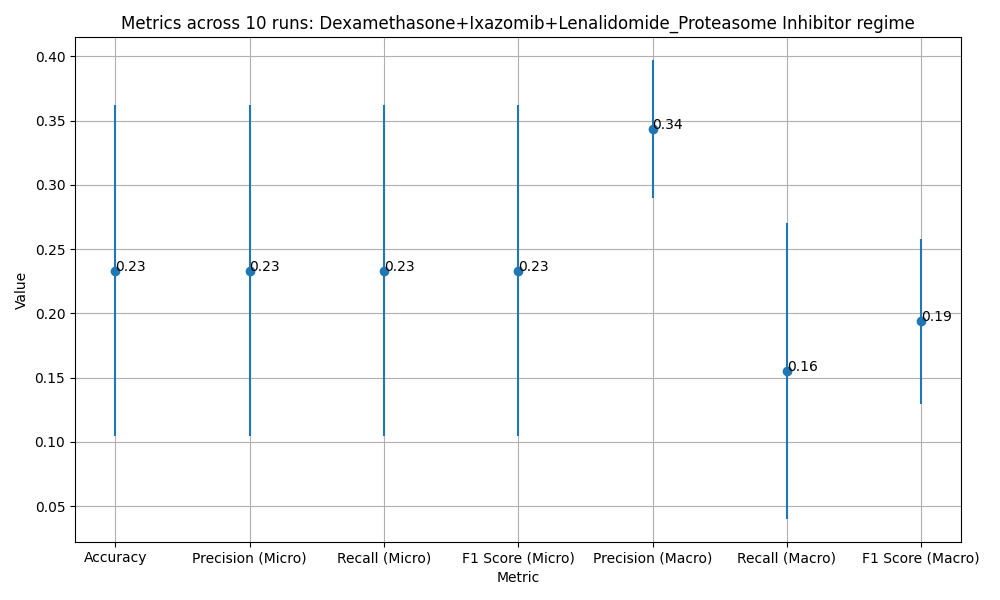 Metrics across 10 runs: Dexamethasone+Ixazomib+Lenalidomide_Proteasome Inhibitor regime
0.40
0.35
0.30
0.25
0.20
0.15
0.10
0.05
Value
0.23
0.23
0.23
0.23
0.34
0.16
0.19
Accuracy
Precision (Micro)
Recall (Micro)
F1 Score (Micro)
Precision (Macro)
Recall (Macro)
F1 Score (Macro)
Metric